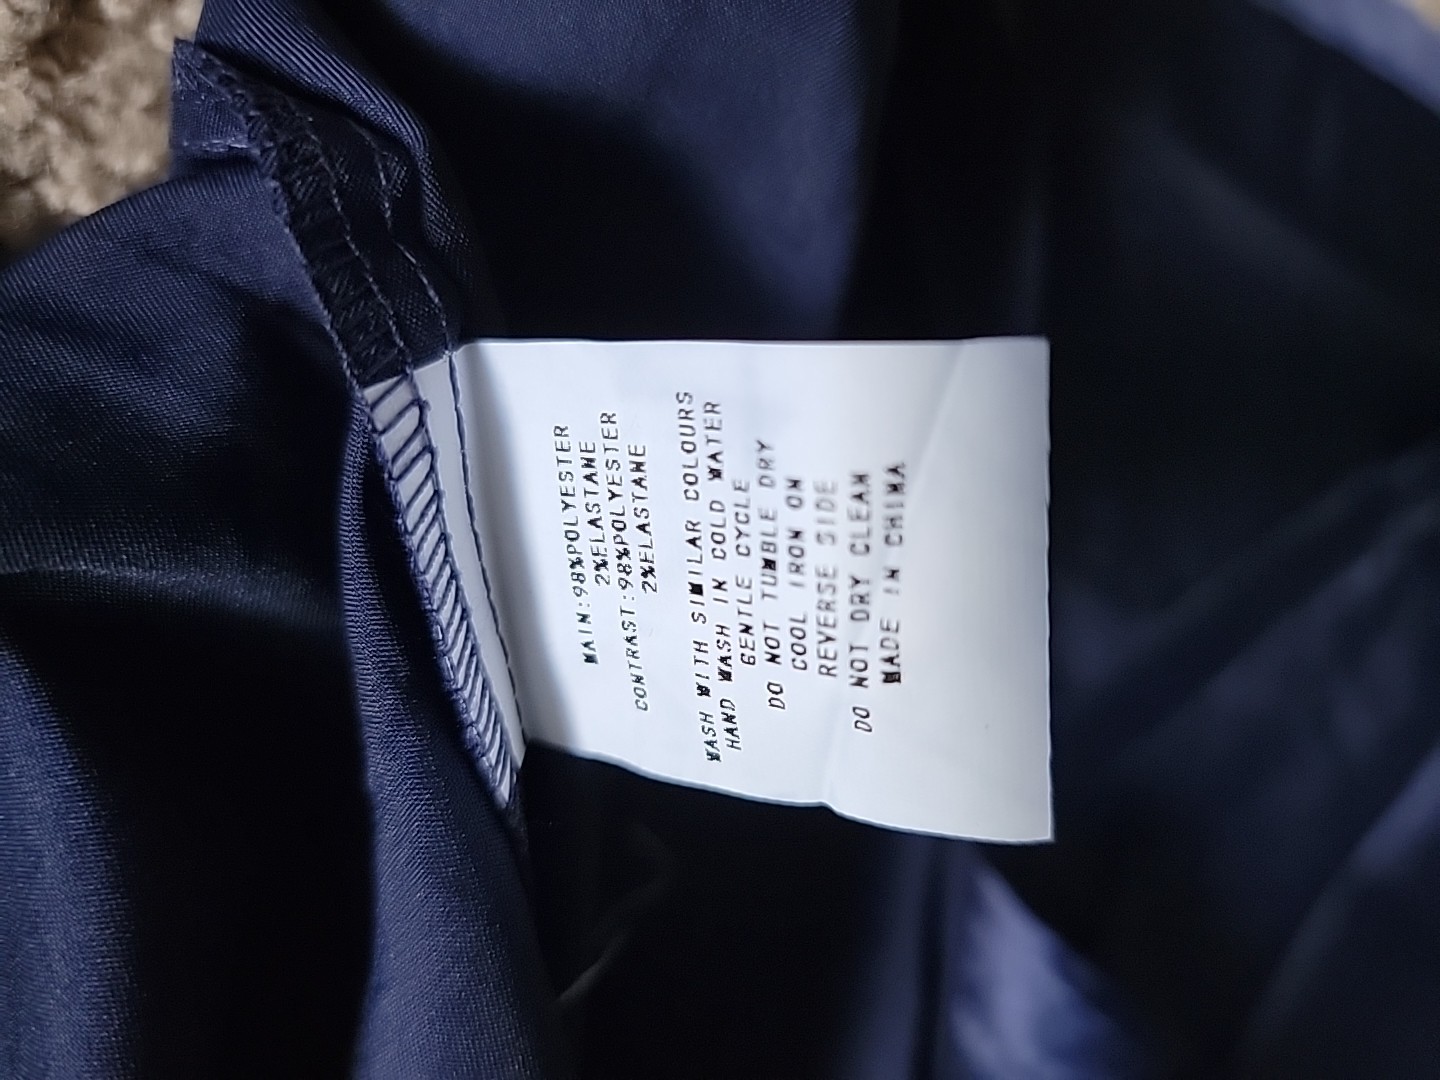 MAIN:98%POLYESTER
2%ELASTANE
CONTRAST:98%POLYESTER
2%ELASTANE
WASH WITH SIMILAR COLOURS
HAND WASH IN COLD WATER
GENTLE CYCLE
DO NOT TUMBLE DRY
COOL IRON ON
REVERSE SIDE
DO NOT DRY CLEAN
MADE IN CHINA